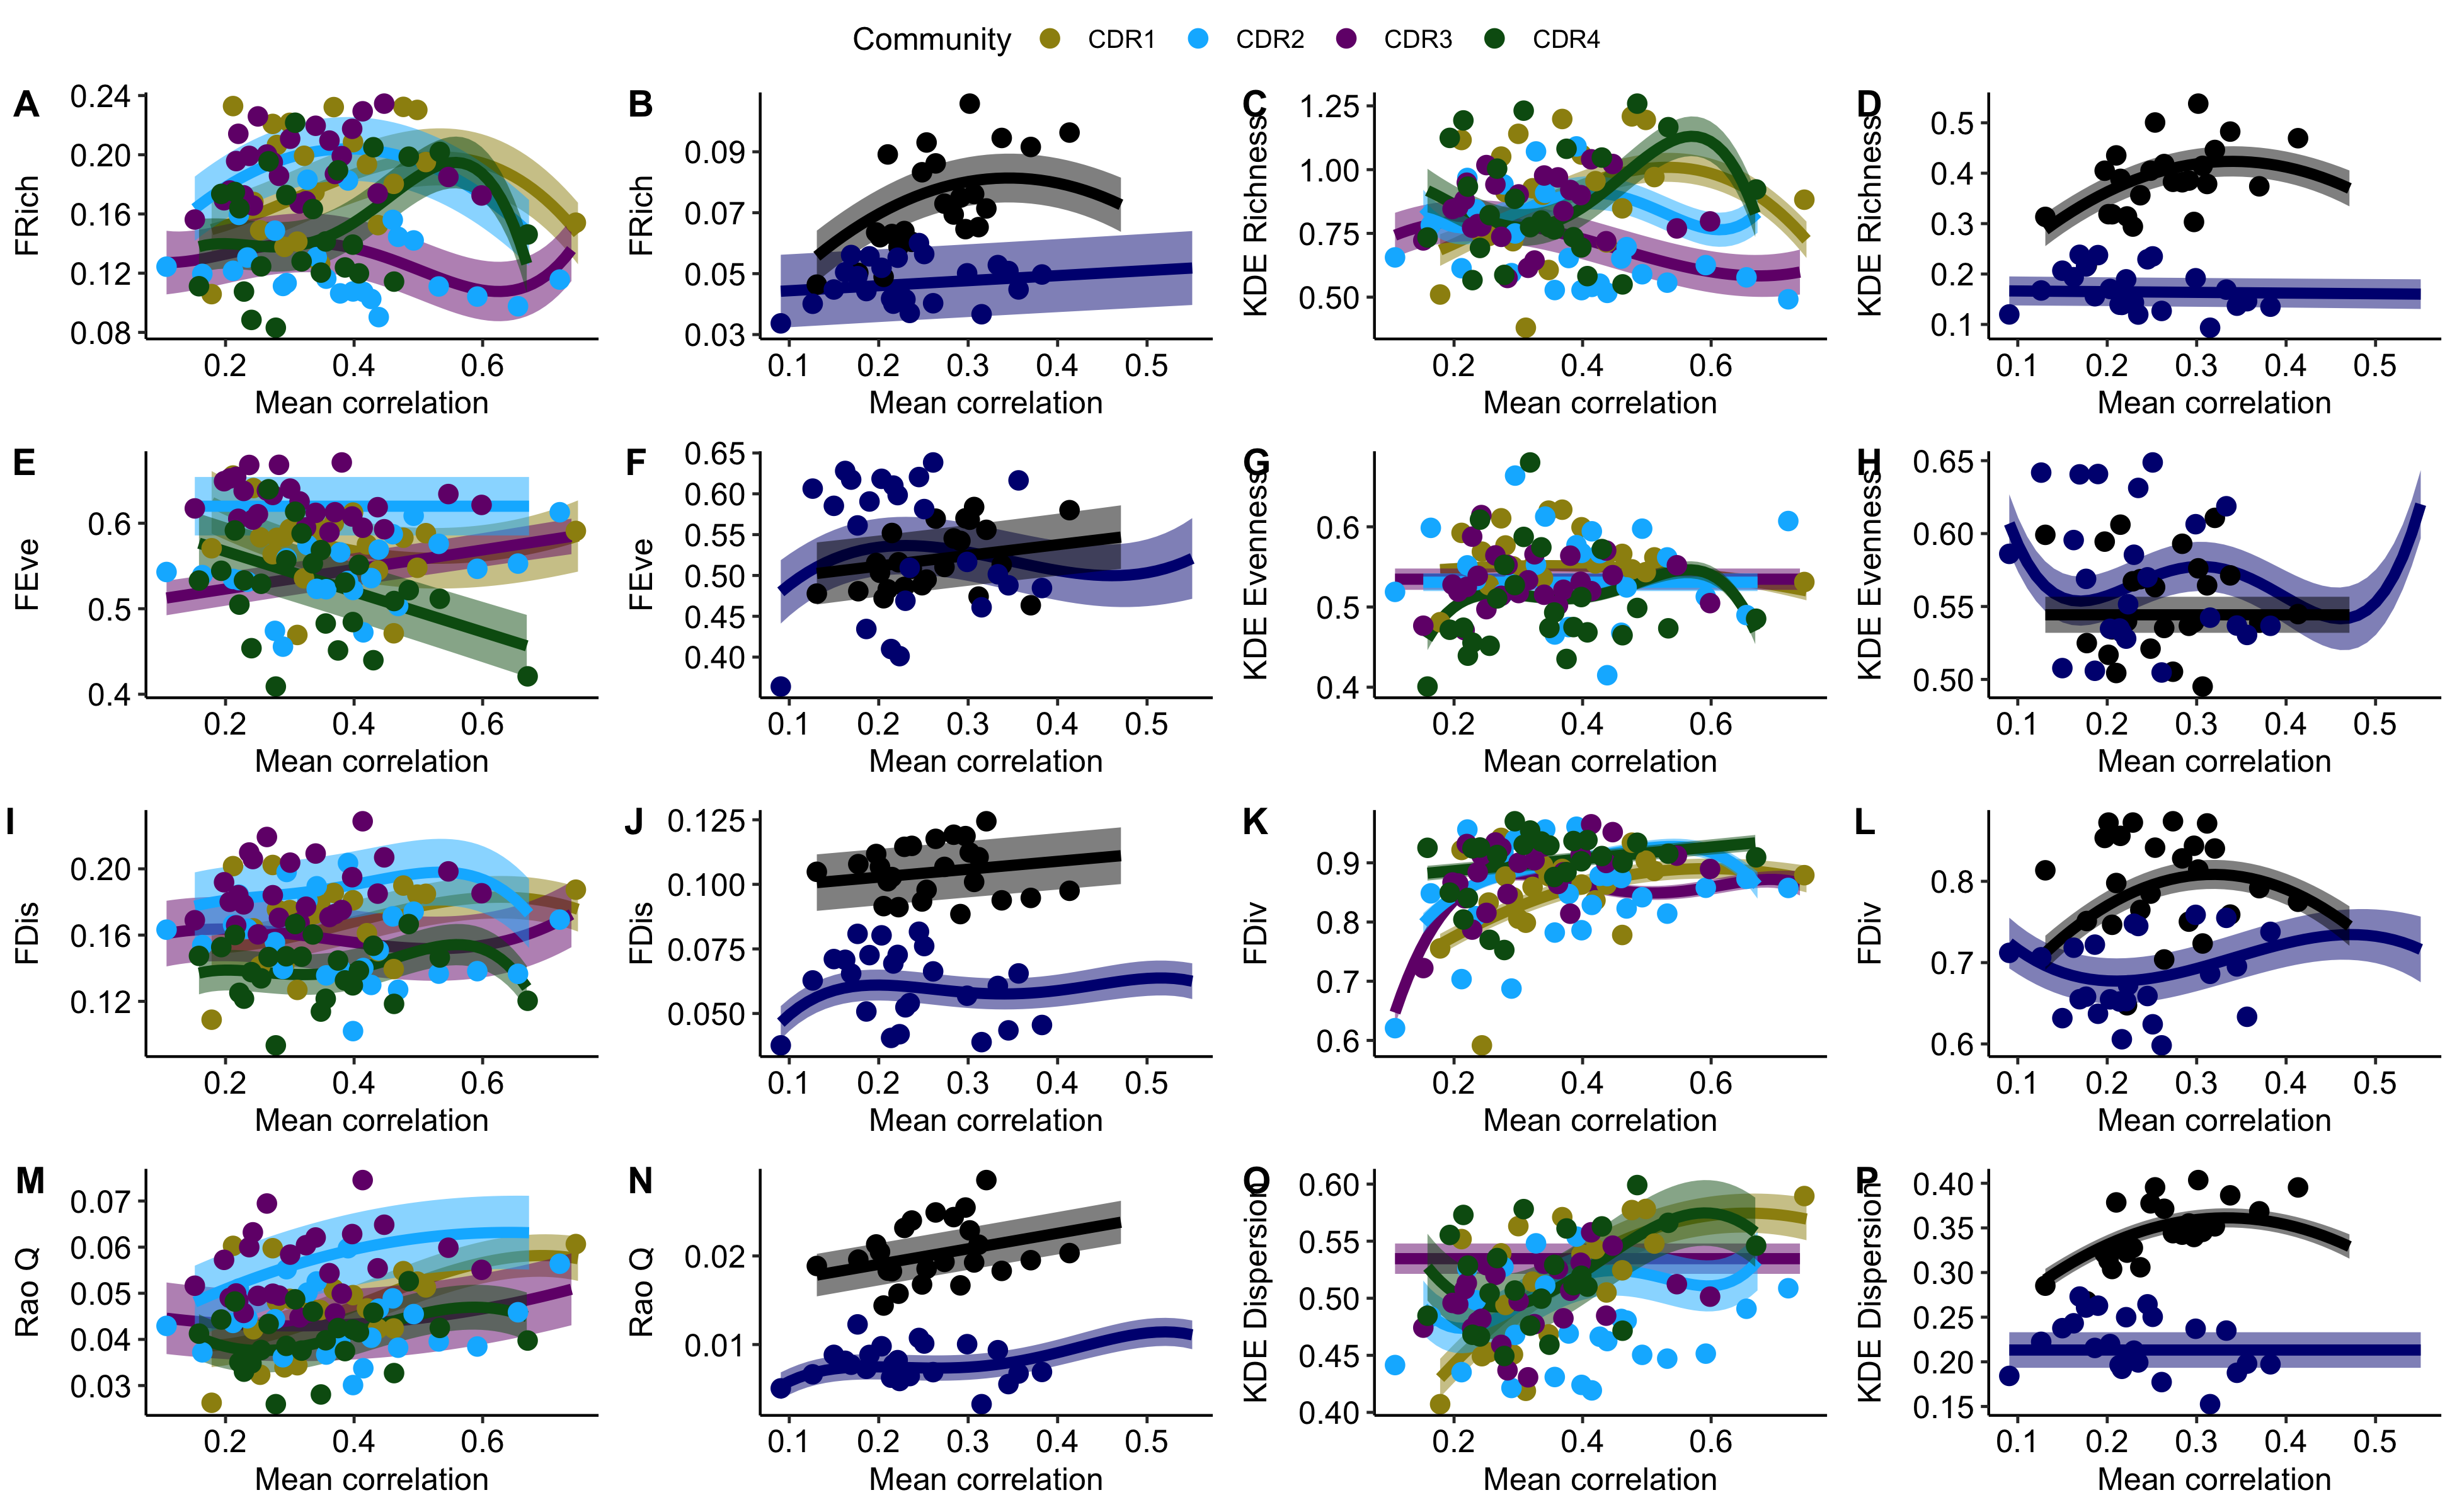 Community CDR1 CDR2 CDR3 CDR4
A FRich 0.24 0.20 0.16 0.12 0.08
0.2 0.4 0.6
Mean correlation
B FRich 0.09 0.07 0.05 0.03
0.1 0.2 0.3 0.4 0.5
Mean correlation
C KDE Richness 1.25 1.00 0.75 0.50
0.2 0.4 0.6
Mean correlation
D KDE Richness 0.5 0.4 0.3 0.2 0.1
0.1 0.2 0.3 0.4 0.5
Mean correlation
E FEve 0.6 0.5 0.4
0.2 0.4 0.6
Mean correlation
F FEve 0.65 0.60 0.55 0.50 0.45 0.40
0.1 0.2 0.3 0.4 0.5
Mean correlation
G KDE Evenness 0.6 0.5 0.4
0.2 0.4 0.6
Mean correlation
H KDE Evenness 0.65 0.60 0.55 0.50
0.1 0.2 0.3 0.4 0.5
Mean correlation
I FDis 0.20 0.16 0.12
0.2 0.4 0.6
Mean correlation
J FDis 0.125 0.100 0.075 0.050
0.1 0.2 0.3 0.4 0.5
Mean correlation
K FDiv 0.9 0.8 0.7 0.6
0.2 0.4 0.6
Mean correlation
L FDiv 0.8 0.7 0.6
0.1 0.2 0.3 0.4 0.5
Mean correlation
M Rao Q 0.07 0.06 0.05 0.04 0.03
0.2 0.4 0.6
Mean correlation
N Rao Q 0.02 0.01
0.1 0.2 0.3 0.4 0.5
Mean correlation
O KDE Dispersion 0.60 0.55 0.50 0.45 0.40
0.2 0.4 0.6
Mean correlation
P KDE Dispersion 0.40 0.35 0.30 0.25 0.20 0.15
0.1 0.2 0.3 0.4 0.5
Mean correlation